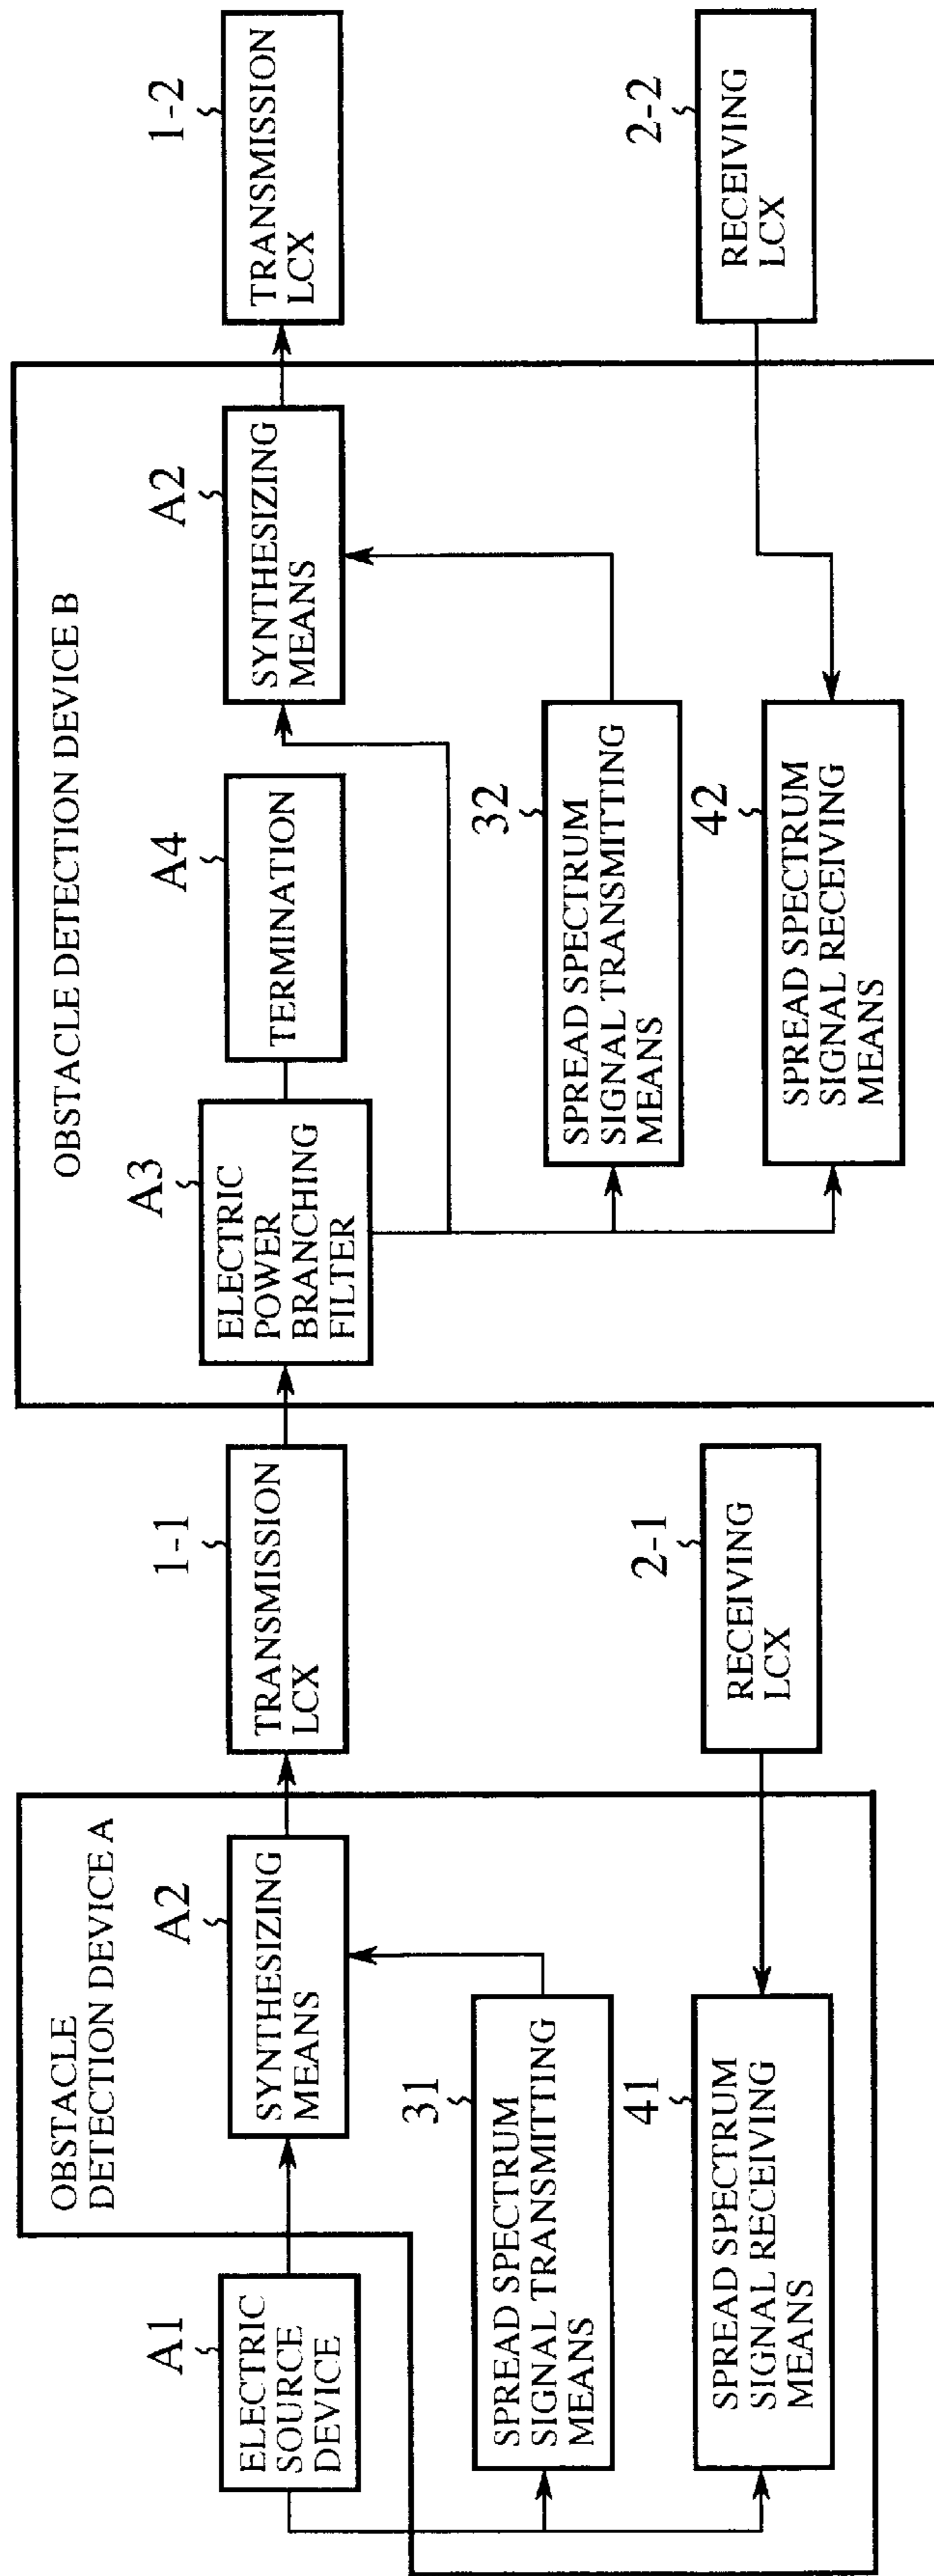 OBSTACLE
DETECTION DEVICE A
A1
ELECTRIC
SOURCE
DEVICE
A2
SYNTHESIZING
MEANS
31
SPREAD SPECTRUM
SIGNAL TRANSMITTING
MEANS
41
SPREAD SPECTRUM
SIGNAL RECEIVING
MEANS
1-1
TRANSMISSION
LCX
2-1
RECEIVING
LCX
OBSTACLE DETECTION DEVICE B
A3
ELECTRIC
POWER
BRANCHING
FILTER
A4
TERMINATION
A2
SYNTHESIZING
MEANS
32
SPREAD SPECTRUM
SIGNAL TRANSMITTING
MEANS
42
SPREAD SPECTRUM
SIGNAL RECEIVING
MEANS
1-2
TRANSMISSION
LCX
2-2
RECEIVING
LCX